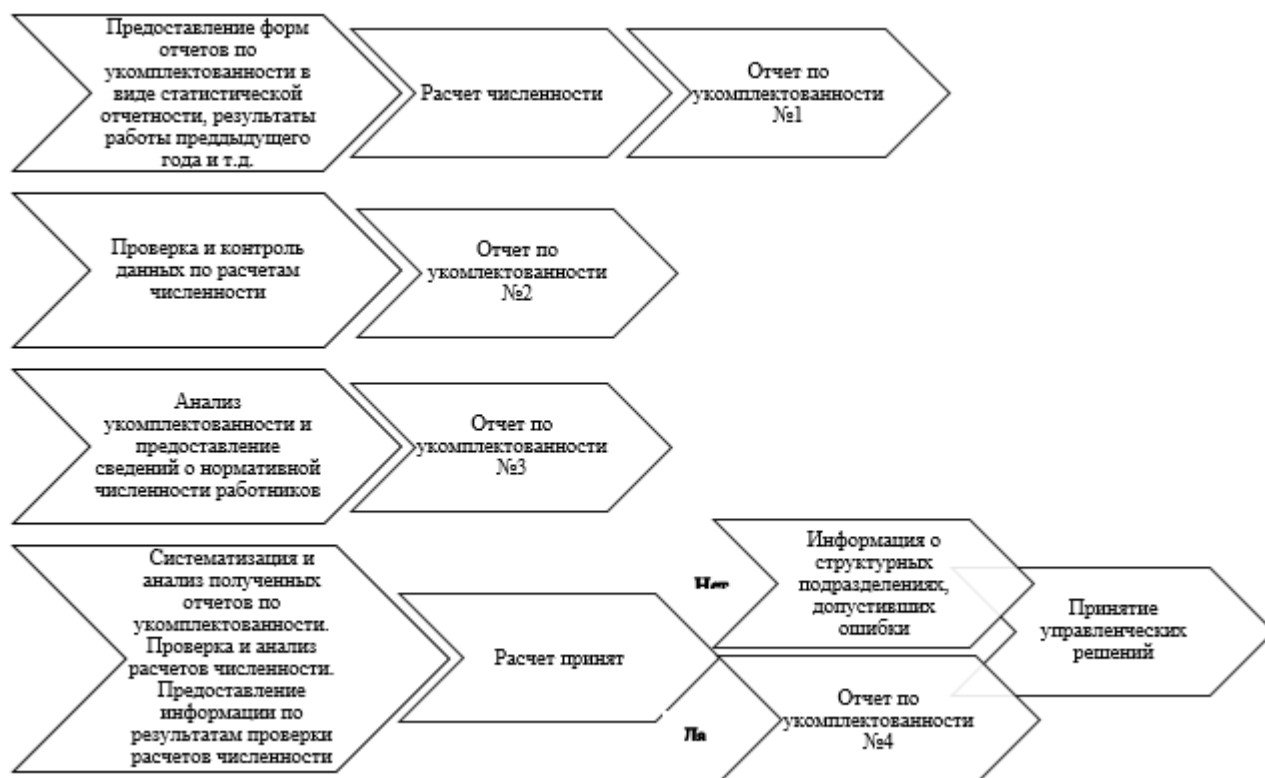 Предоставление форм
отчетов по
укомплектованности в
виде статистической
отчетности, результаты
работы преддыдущего
года и т.д.
Расчет численности
Отчет по
укомплектованности
№1
Проверка и контроль
данных по расчетам
численности
Отчет по
укомлектованности
№2
Анализ
укомплектованности и
предоставление
сведений о нормативной
численности работников
Отчет по
укомплектованности
№3
Систематизация и
анализ полученных
отчетов по
укомплектованности.
Проверка и анализ
расчетов численности.
Предоставление
информации по
результатам проверки
расчетов численности
Расчет принят
Нет
Информация о
структурных
подразделениях,
допустивших
ошибки
Да
Отчет по
укомплектованности
№4
Принятие
управленческих
решений